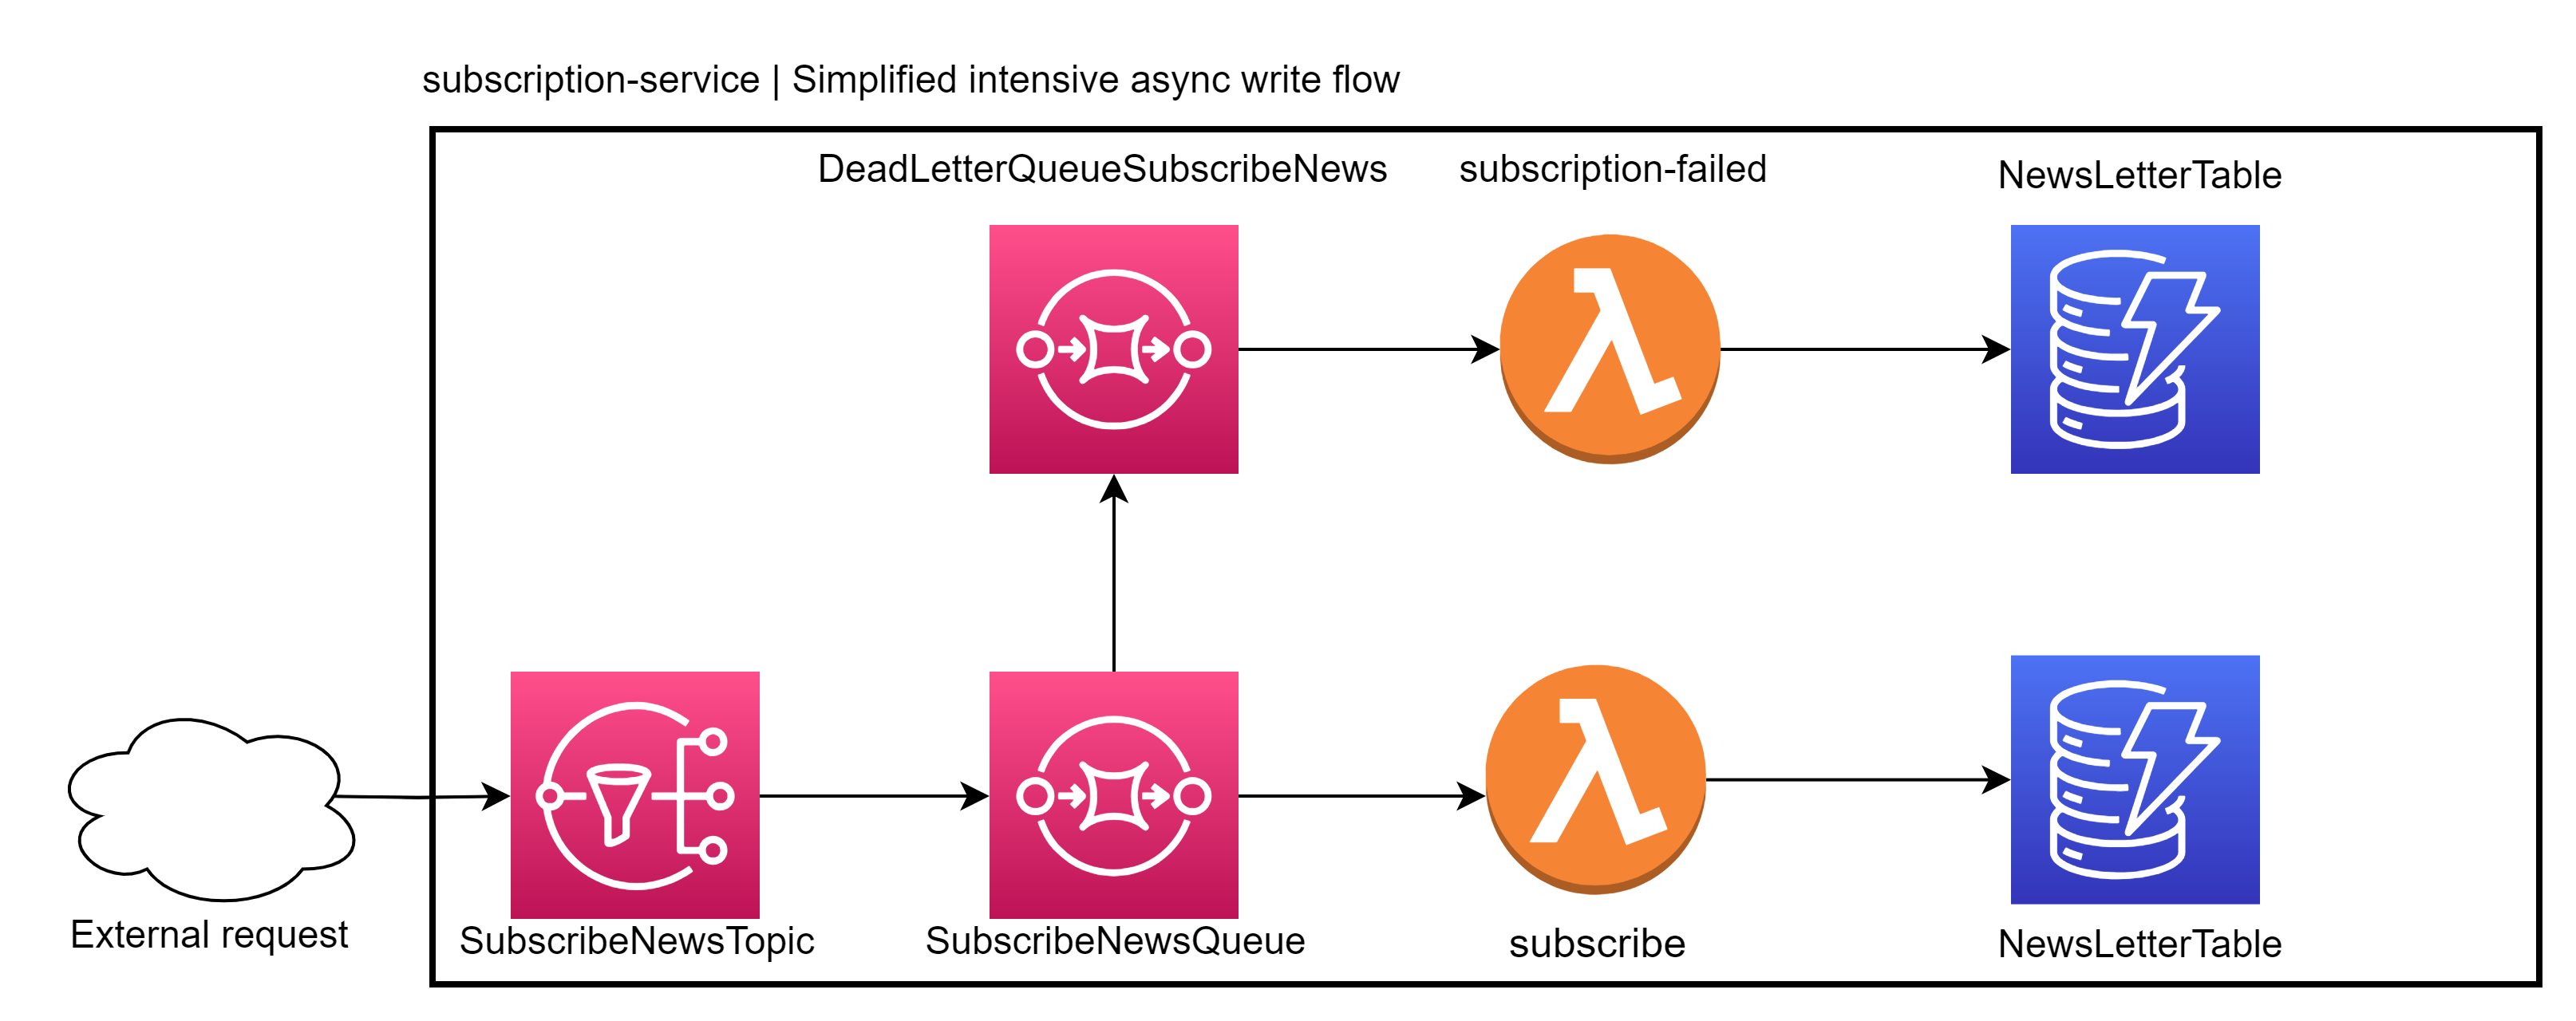 subscription-service | Simplified intensive async write flow
DeadLetterQueueSubscribeNews
subscription-failed
NewsLetterTable
External request
SubscribeNewsTopic
SubscribeNewsQueue
subscribe
NewsLetterTable